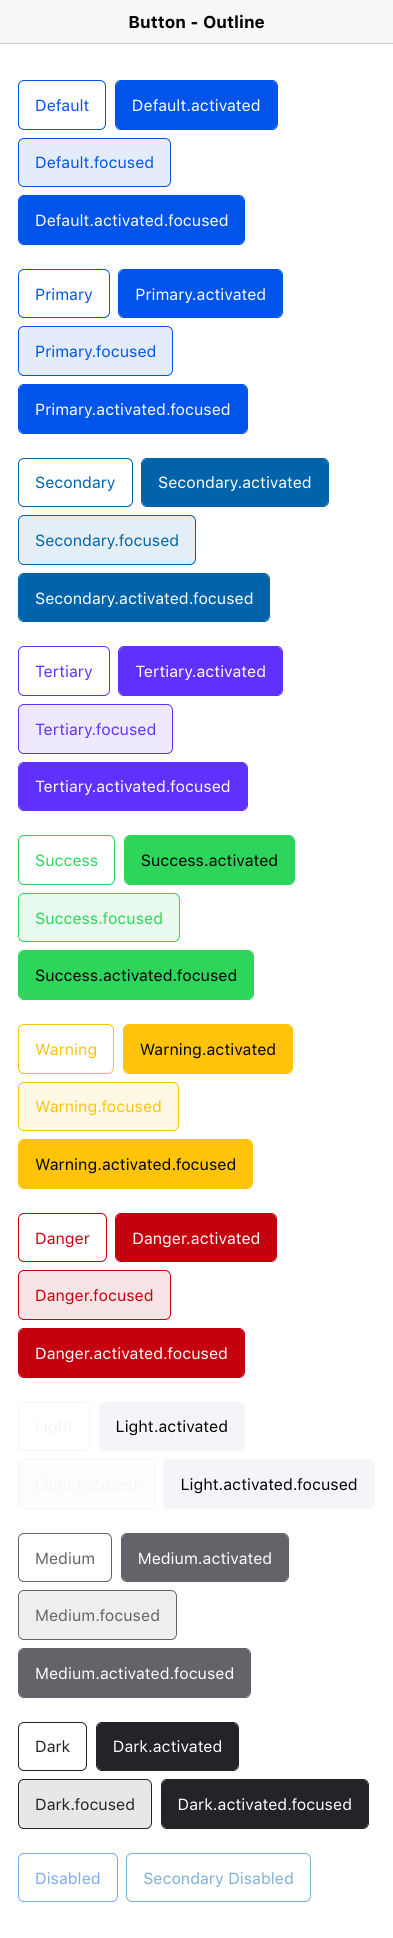 Button - Outline
Default Default.activated
Default.focused
Default.activated.focused
Primary Primary.activated
Primary.focused
Primary.activated.focused
Secondary Secondary.activated
Secondary.focused
Secondary.activated.focused
Tertiary Tertiary.activated
Tertiary.focused
Tertiary.activated.focused
Success Success.activated
Success.focused
Success.activated.focused
Warning Warning.activated
Warning.focused
Warning.activated.focused
Danger Danger.activated
Danger.focused
Danger.activated.focused
Light Light.activated
Light.focused Light.activated.focused
Medium Medium.activated
Medium.focused
Medium.activated.focused
Dark Dark.activated
Dark.focused Dark.activated.focused
Disabled Secondary Disabled